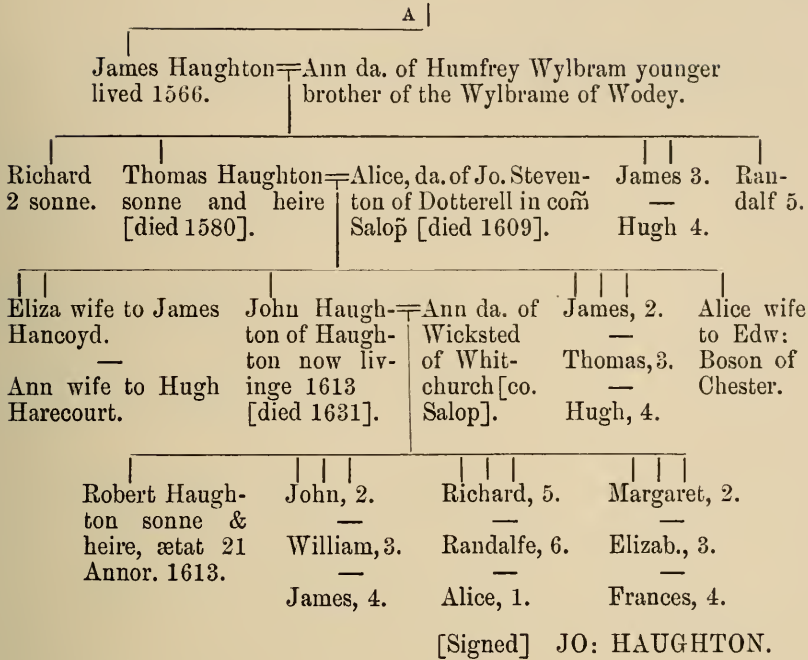 A
James Haughton=Ann da. of Humfrey Wylbram younger
lived 1566. brother of the Wylbrame of Wodey.
Richard
2 sonne.
Thomas Haughton=Alice, da. of Jo. Steven-
sonne and heire ton of Dotterell in com̃
[died 1580]. Salop̃ [died 1609].
James 3.
—
Hugh 4.
Ran-
dalf 5.
Eliza wife to James
Hancoyd.
—
Ann wife to Hugh
Harecourt.
John Haugh-
ton of Haugh-
ton now liv-
inge 1613
[died 1631].
=Ann da. of
Wicksted
of Whit-
church [co.
Salop].
James, 2.
—
Thomas, 3.
—
Hugh, 4.
Alice wife
to Edw:
Boson of
Chester.
Robert Haugh-
ton sonne &
heire, ætat 21
Annor. 1613.
John, 2.
—
William, 3.
—
James, 4.
Richard, 5.
—
Randalfe, 6.
—
Alice, 1.
Margaret, 2.
—
Elizab., 3.
—
Frances, 4.
[Signed] JO: HAUGHTON.